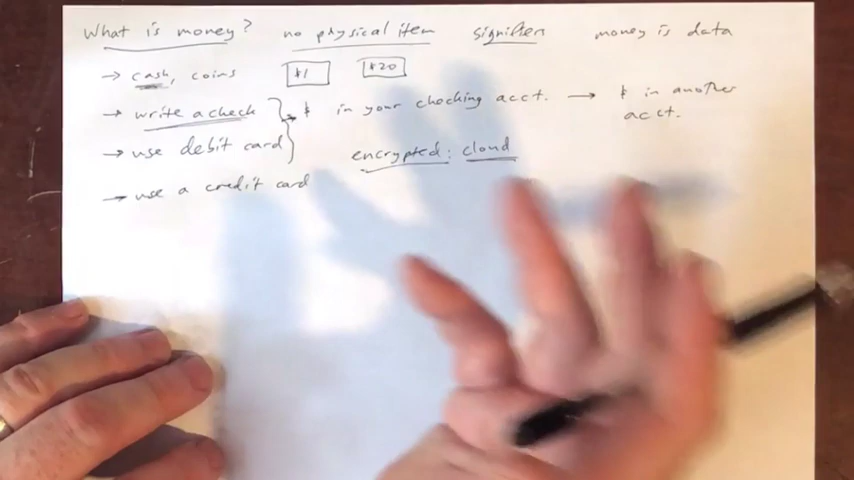 What is money? no physical item signifiers money is data
→ cash, coins $1 $20
→ write a check } → $ in your checking acct. → $ in another acct.
→ use debit card encrypted: cloud
→ use a credit card